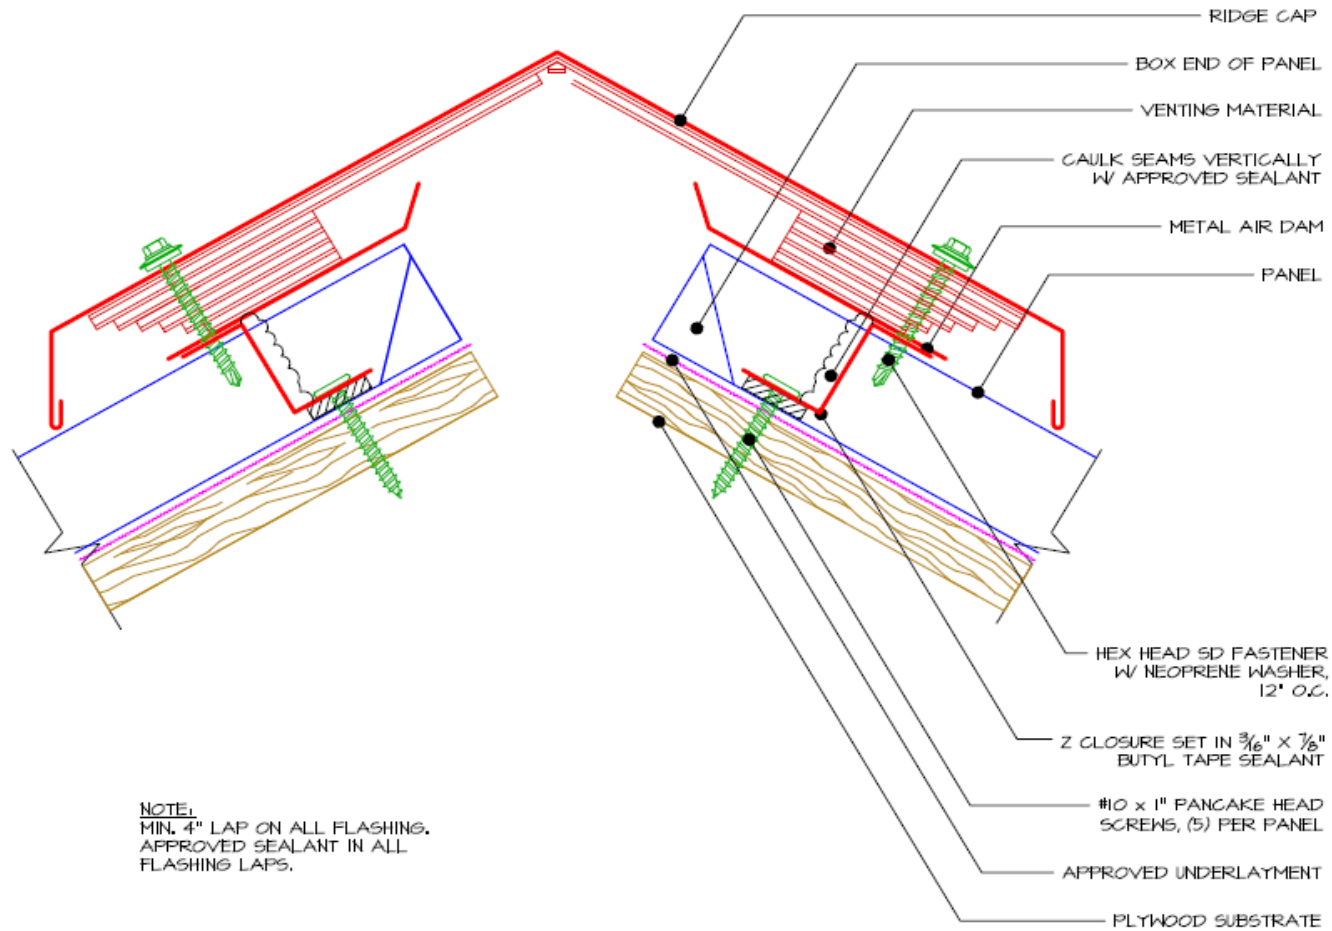 RIDGE CAP
BOX END OF PANEL
VENTING MATERIAL
CAULK SEAMS VERTICALLY
W/ APPROVED SEALANT
METAL AIR DAM
PANEL
HEX HEAD SD FASTENER
W/ NEOPRENE WASHER,
12" O.C.
Z CLOSURE SET IN 3/16" X 7/8"
BUTYL TAPE SEALANT
#10 x 1" PANCAKE HEAD
SCREWS, (5) PER PANEL
APPROVED UNDERLAYMENT
PLYWOOD SUBSTRATE
NOTE:
MIN. 4" LAP ON ALL FLASHING.
APPROVED SEALANT IN ALL
FLASHING LAPS.